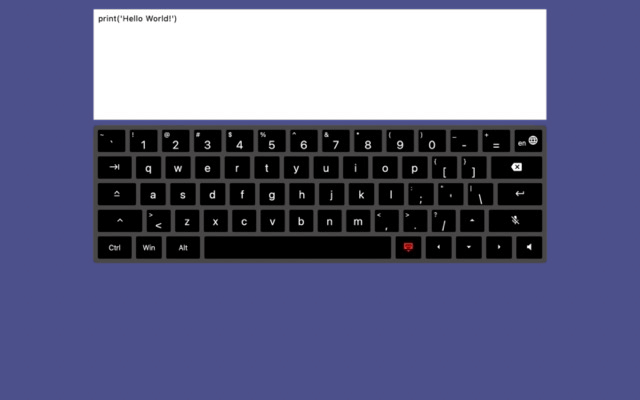 print('Hello World!')
~ ` ! 1 @ 2 # 3 $ 4 % 5 ^ 6 & 7 * 8 ( 9 ) 0 _ - + = en
q w e r t y u i o p { [ } ]
a s d f g h j k l : ; " ' | \
> < z x c v b n m < , > . ? /
Ctrl Win Alt